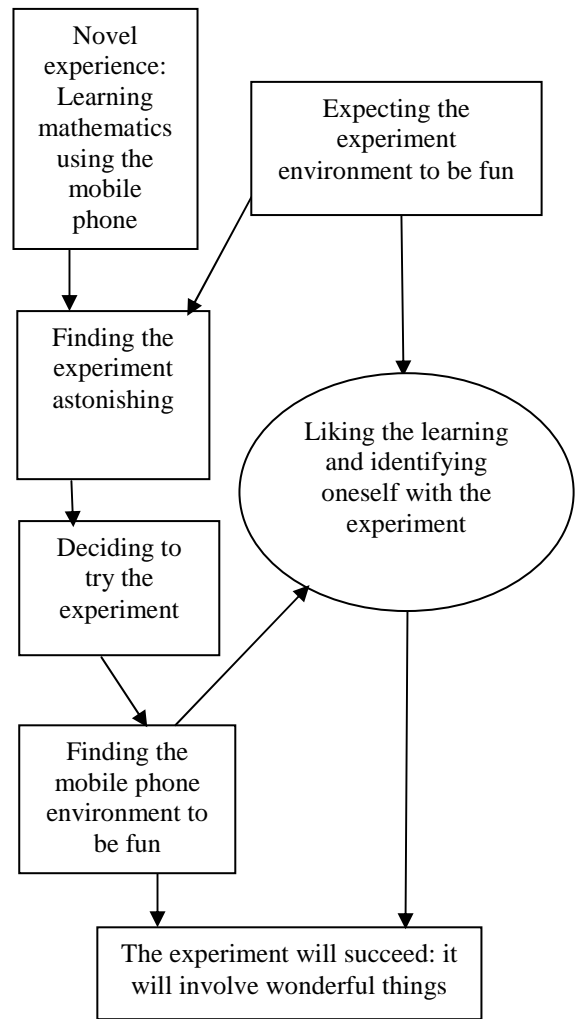 Novel
experience:
Learning
mathematics
using the
mobile
phone
Expecting the
experiment
environment to be fun
Finding the
experiment
astonishing
Liking the learning
and identifying
oneself with the
experiment
Deciding to
try the
experiment
Finding the
mobile phone
environment to
be fun
The experiment will succeed: it
will involve wonderful things